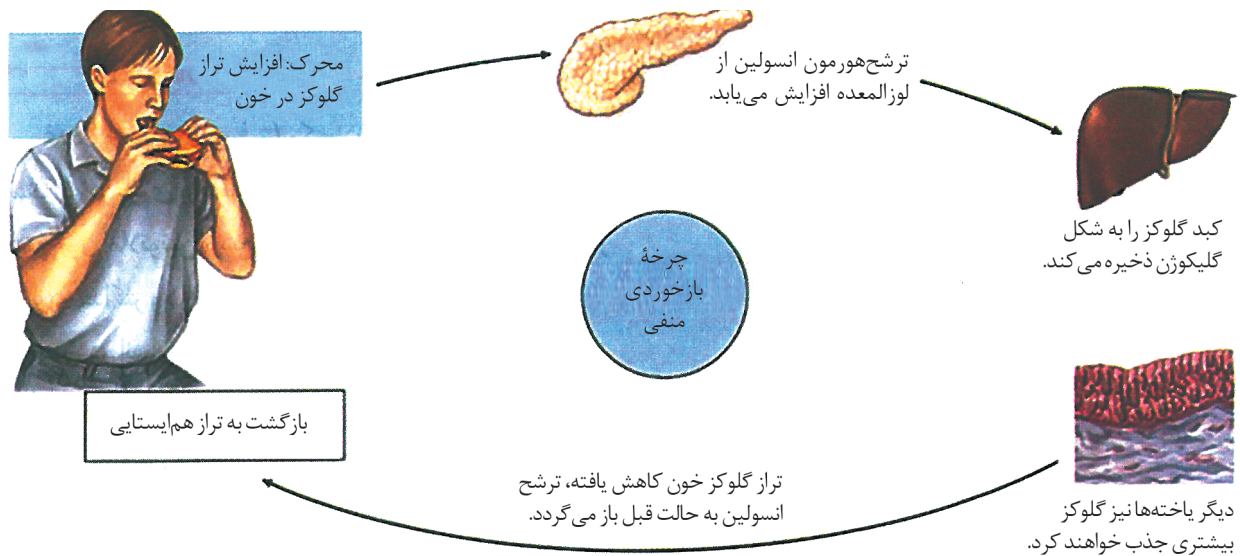 محرک: افزایش تراز
گلوکز در خون
ترشح‌هورمون انسولین از
لوزالمعده افزایش می‌یابد.
کبد گلوکز را به شکل
گلیکوژن ذخیره می‌کند.
چرخهٔ
بازخوردی
منفی
دیگر یاخته‌ها نیز گلوکز
بیشتری جذب خواهند کرد.
تراز گلوکز خون کاهش یافته، ترشح
انسولین به حالت قبل باز می‌گردد.
بازگشت به تراز هم‌ایستایی